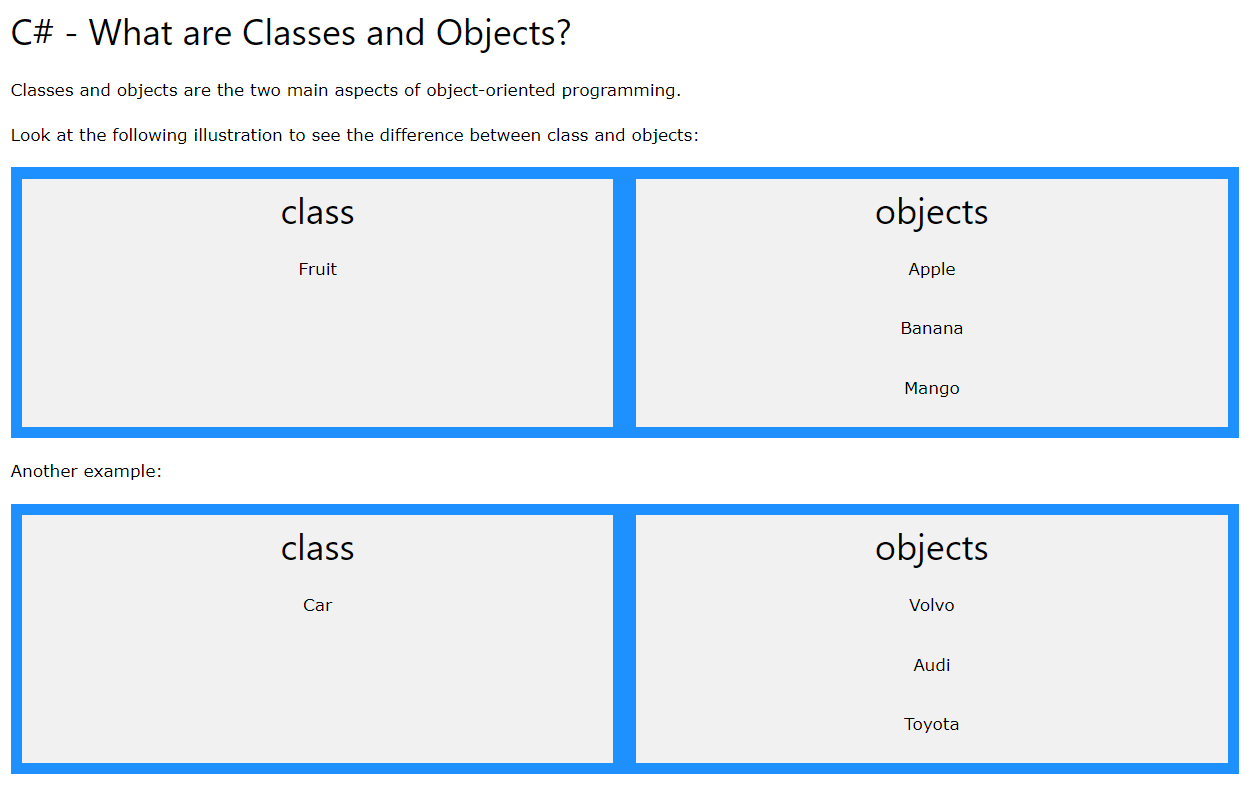 C# - What are Classes and Objects?
Classes and objects are the two main aspects of object-oriented programming.
Look at the following illustration to see the difference between class and objects:
class
Fruit
objects
Apple
Banana
Mango
Another example:
class
Car
objects
Volvo
Audi
Toyota